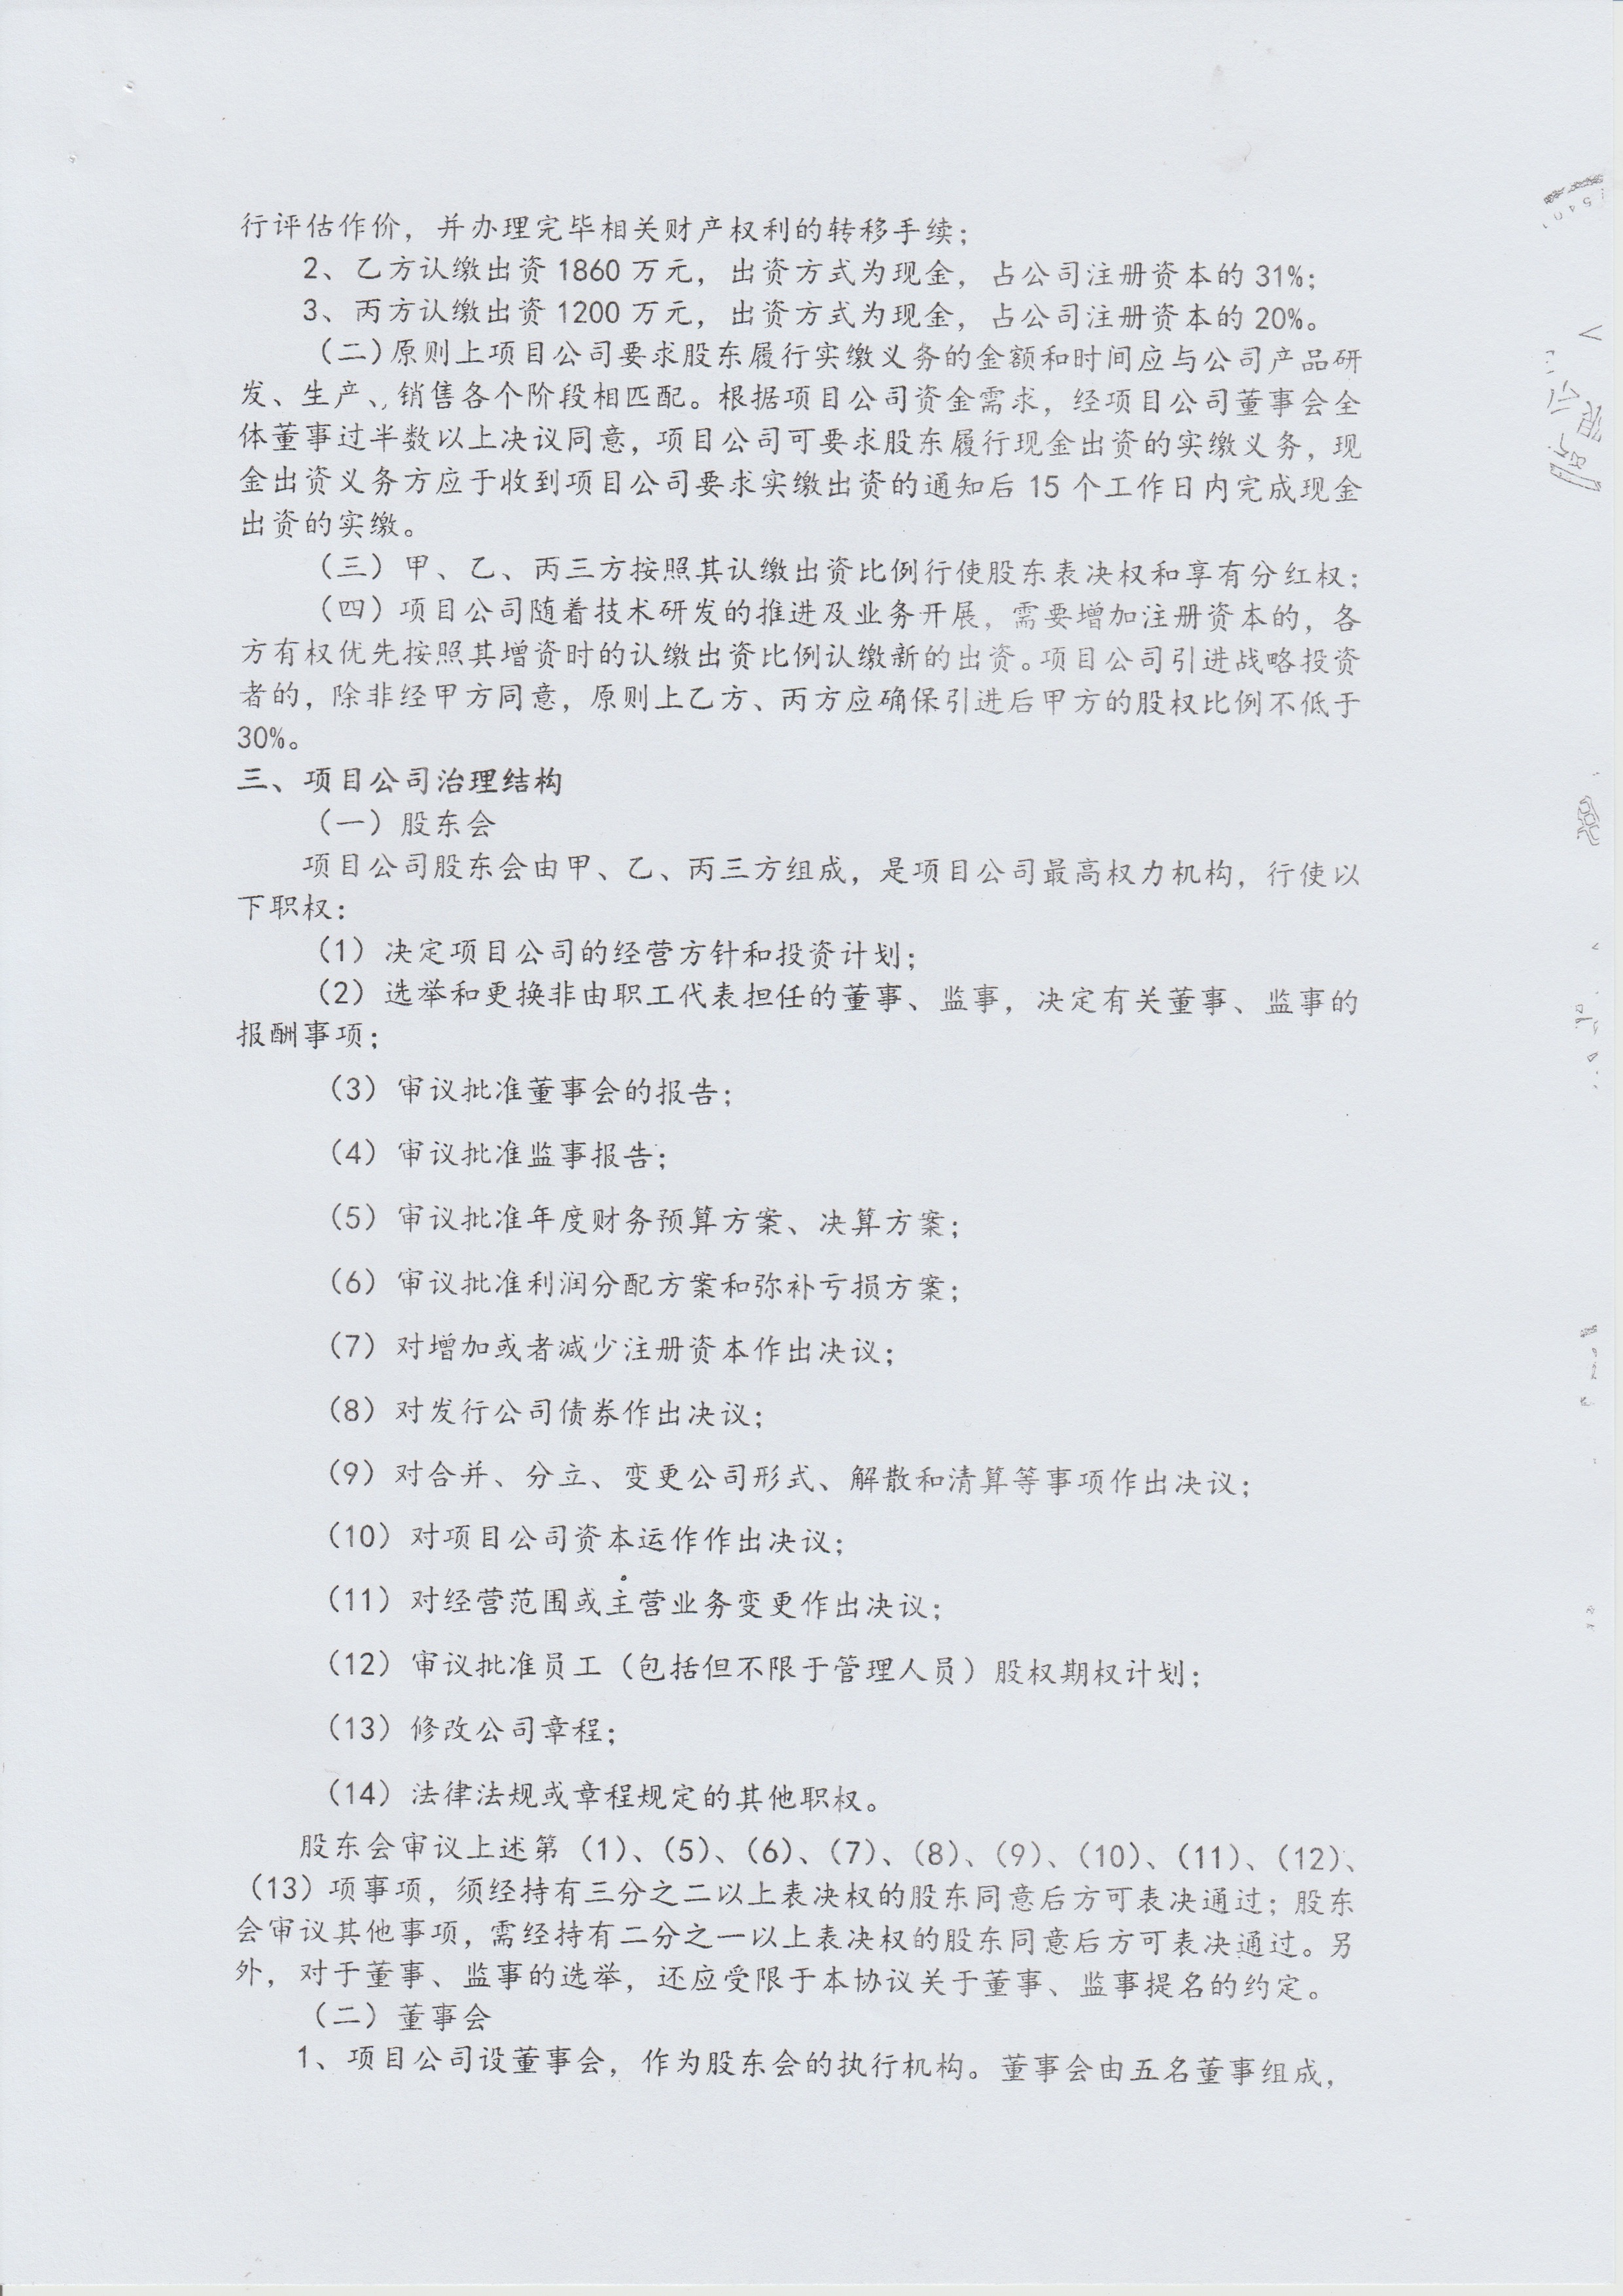 行评估作价，并办理完毕相关财产权利的转移手续；
2、乙方认缴出资 1860 万元，出资方式为现金，占公司注册资本的 31%；
3、丙方认缴出资 1200 万元，出资方式为现金，占公司注册资本的 20%。
（二）原则上项目公司要求股东履行实缴义务的金额和时间应与公司产品研
发、生产、销售各个阶段相匹配。根据项目公司资金需求，经项目公司董事会全
体董事过半数以上决议同意，项目公司可要求股东履行现金出资的实缴义务，现
金出资义务方应于收到项目公司要求实缴出资的通知后 15 个工作日内完成现金
出资的实缴。
（三）甲、乙、丙三方按照其认缴出资比例行使股东表决权和享有分红权；
（四）项目公司随着技术研发的推进及业务开展，需要增加注册资本的，各
方有权优先按照其增资时的认缴出资比例认缴新的出资。项目公司引进战略投资
者的，除非经甲方同意，原则上乙方、丙方应确保引进后甲方的股权比例不低于
30%。
三、项目公司治理结构
（一）股东会
项目公司股东会由甲、乙、丙三方组成，是项目公司最高权力机构，行使以
下职权：
（1）决定项目公司的经营方针和投资计划；
（2）选举和更换非由职工代表担任的董事、监事，决定有关董事、监事的
报酬事项；
（3）审议批准董事会的报告；
（4）审议批准监事报告；
（5）审议批准年度财务预算方案、决算方案；
（6）审议批准利润分配方案和弥补亏损方案；
（7）对增加或者减少注册资本作出决议；
（8）对发行公司债券作出决议；
（9）对合并、分立、变更公司形式、解散和清算等事项作出决议；
（10）对项目公司资本运作作出决议；
（11）对经营范围或主营业务变更作出决议；
（12）审议批准员工（包括但不限于管理人员）股权期权计划；
（13）修改公司章程；
（14）法律法规或章程规定的其他职权。
股东会审议上述第（1）、（5）、（6）、（7）、（8）、（9）、（10）、（11）、（12）、
（13）项事项，须经持有三分之二以上表决权的股东同意后方可表决通过；股东
会审议其他事项，需经持有二分之一以上表决权的股东同意后方可表决通过。另
外，对于董事、监事的选举，还应受限于本协议关于董事、监事提名的约定。
（二）董事会
1、项目公司设董事会，作为股东会的执行机构。董事会由五名董事组成，